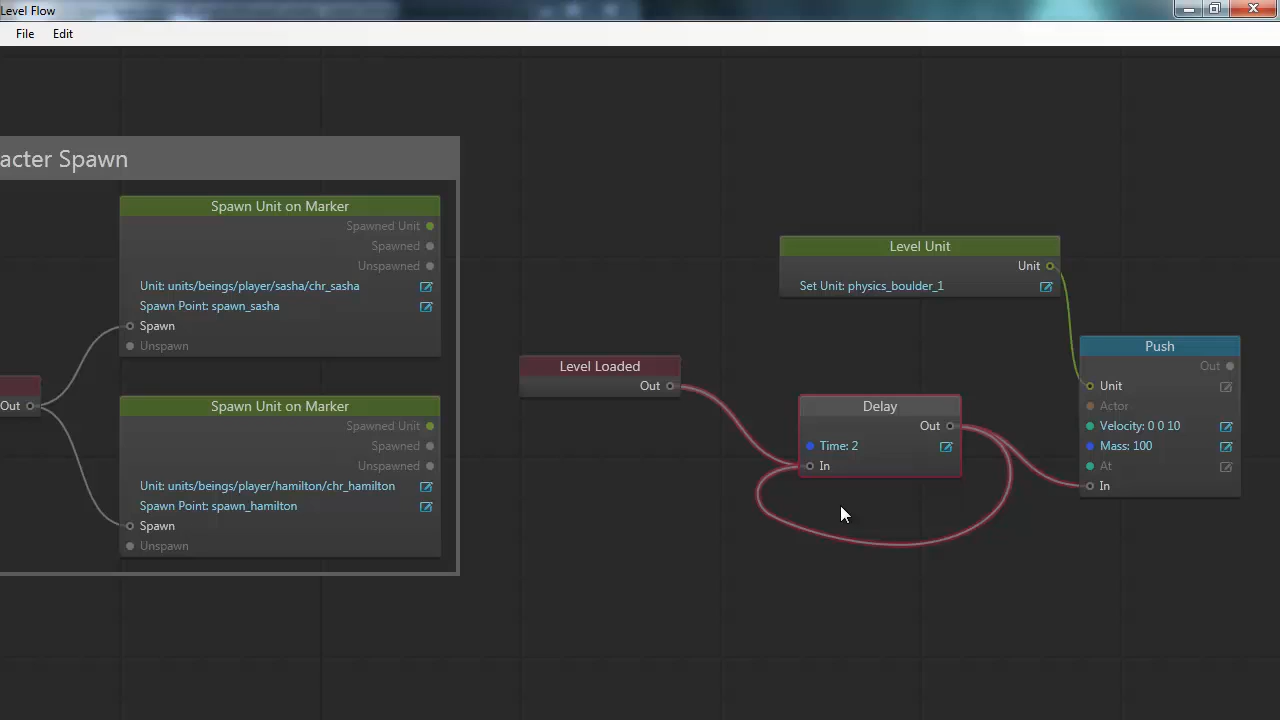 Level Flow
File Edit
acter Spawn
Spawn Unit on Marker
Spawned Unit
Spawned
Unspawned
Unit: units/beings/player/sasha/chr_sasha
Spawn Point: spawn_sasha
Spawn
Unspawn
Out
Spawn Unit on Marker
Spawned Unit
Spawned
Unspawned
Unit: units/beings/player/hamilton/chr_hamilton
Spawn Point: spawn_hamilton
Spawn
Unspawn
Level Loaded
Out
Level Unit
Unit
Set Unit: physics_boulder_1
Delay
Out
Time: 2
In
Push
Out
Unit
Actor
Velocity: 0 0 10
Mass: 100
At
In